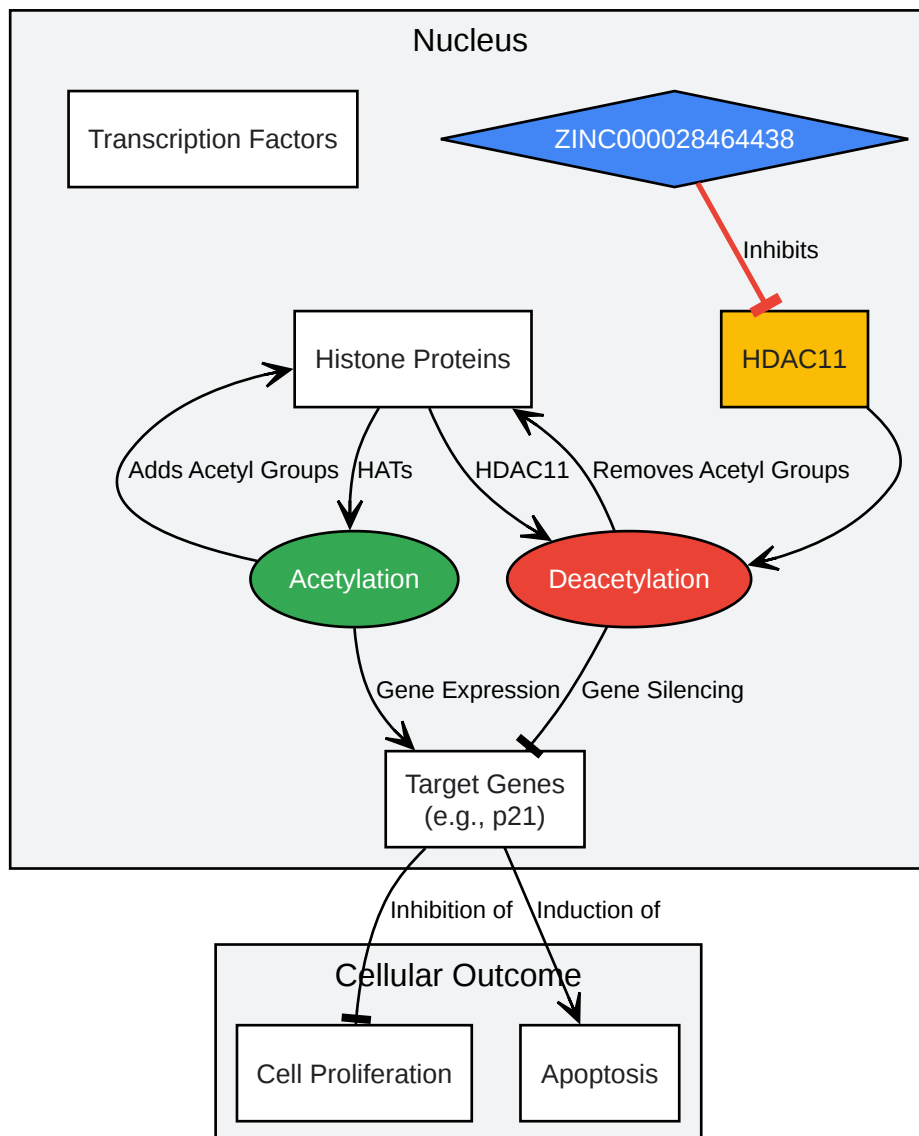 Nucleus
Transcription Factors
ZINC000028464438
Inhibits
Histone Proteins
HDAC11
Adds Acetyl Groups
HATs
HDAC11
Removes Acetyl Groups
Acetylation
Deacetylation
Gene Expression
Gene Silencing
Target Genes
(e.g., p21)
Inhibition of
Induction of
Cellular Outcome
Cell Proliferation
Apoptosis